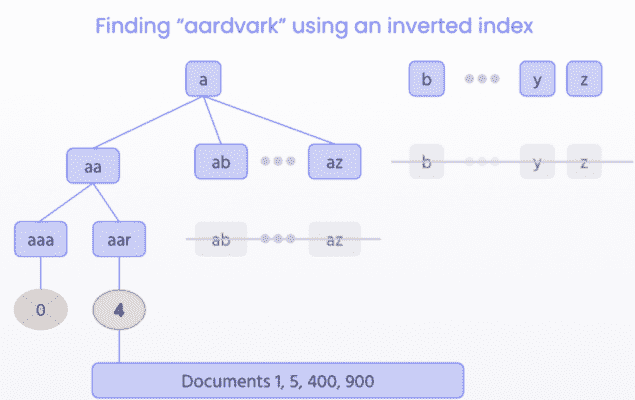 Finding “aardvark” using an inverted index
a b y z
aa ab az b y z
aaa aar ab az
0 4
Documents 1, 5, 400, 900